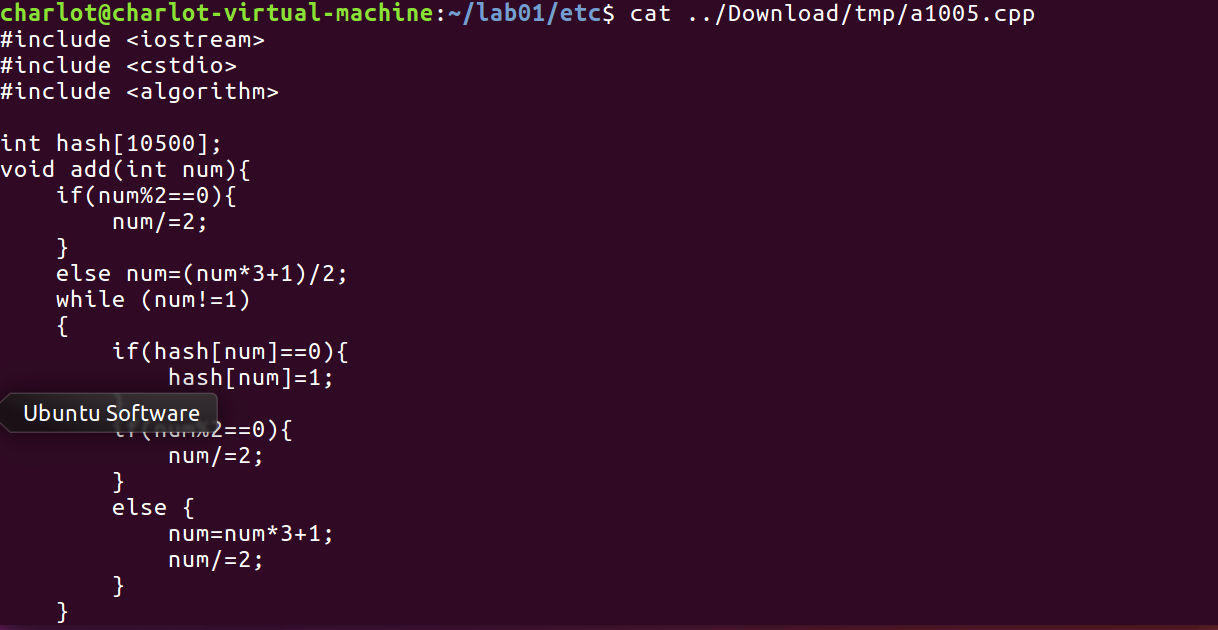 charlot@charlot-virtual-machine:~/lab01/etc$ cat ../Download/tmp/a1005.cpp
#include <iostream>
#include <cstdio>
#include <algorithm>

int hash[10500];
void add(int num){
    if(num%2==0){
        num/=2;
    }
    else num=(num*3+1)/2;
    while (num!=1)
    {
        if(hash[num]==0){
            hash[num]=1;
        }
Ubuntu Software
        if(num%2==0){
            num/=2;
        }
        else {
            num=num*3+1;
            num/=2;
        }
    }